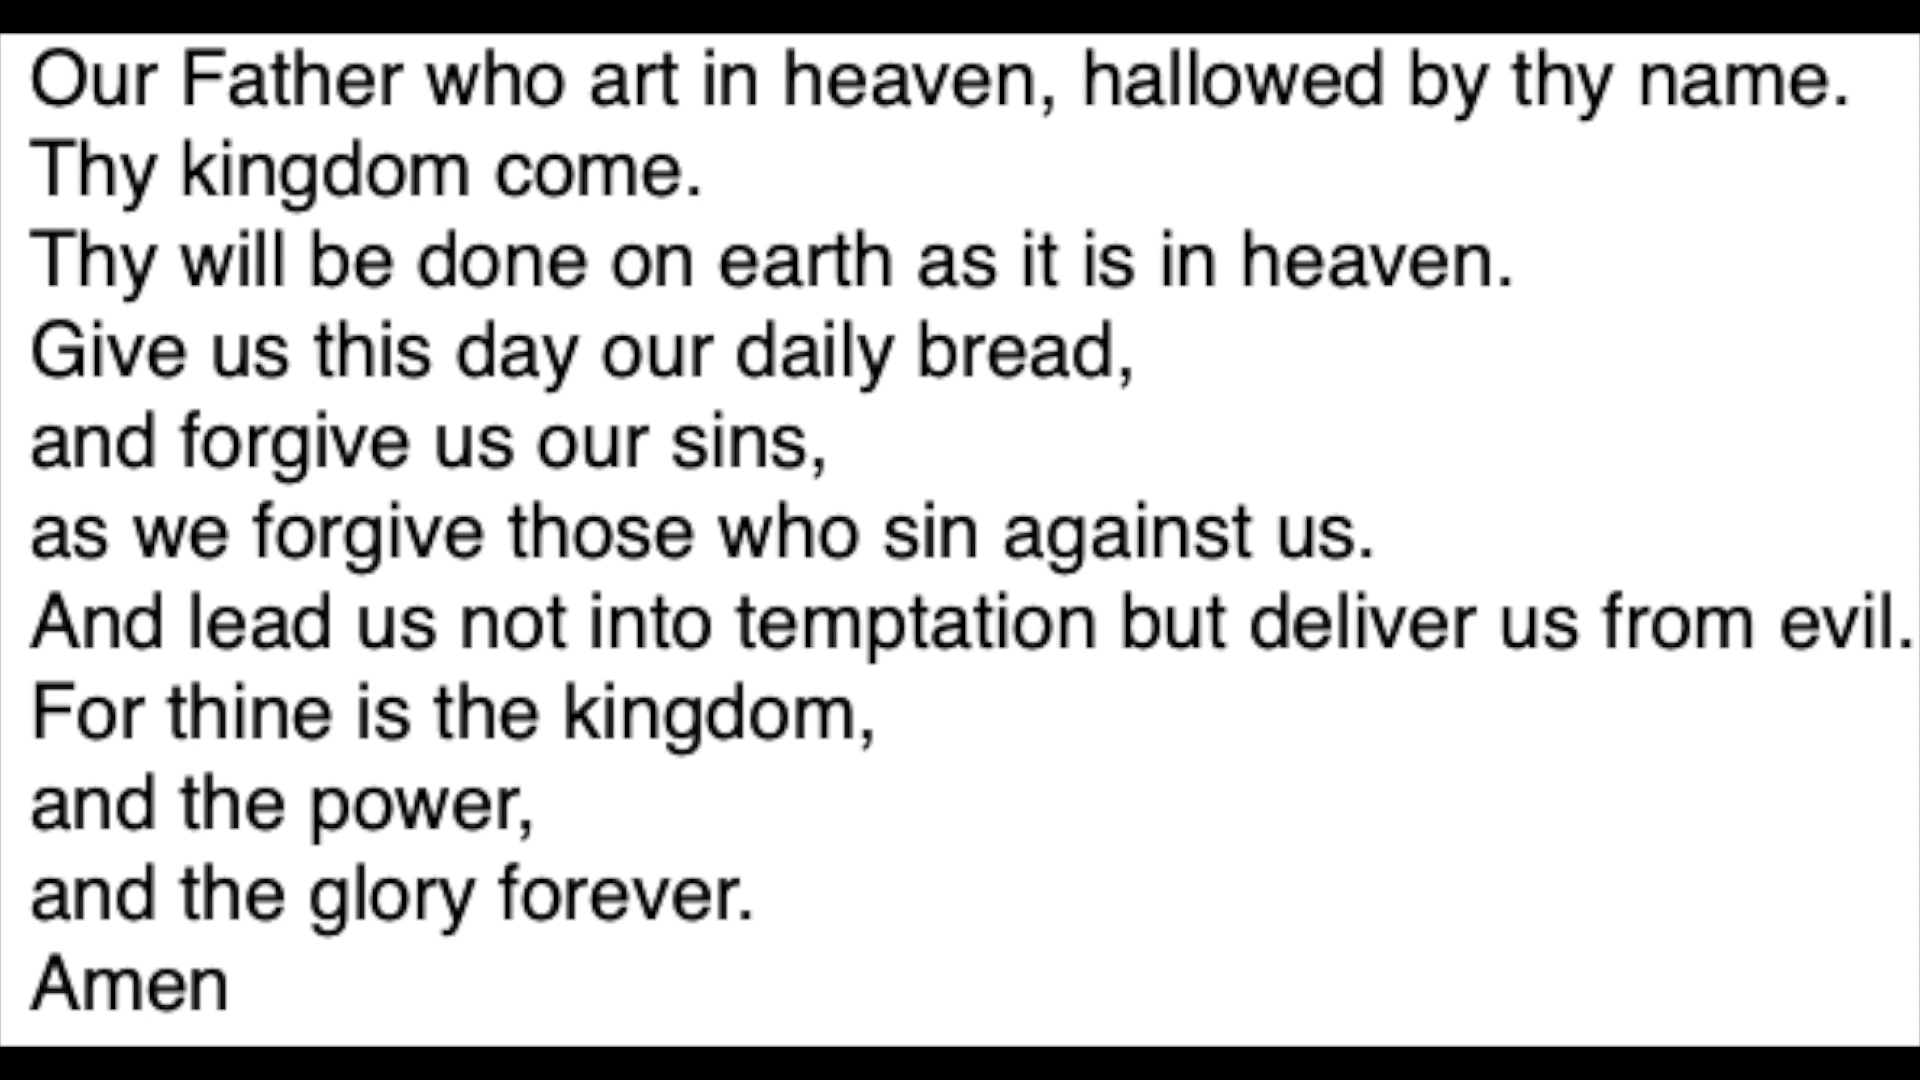 Our Father who art in heaven, hallowed by thy name.
Thy kingdom come.
Thy will be done on earth as it is in heaven.
Give us this day our daily bread,
and forgive us our sins,
as we forgive those who sin against us.
And lead us not into temptation but deliver us from evil.
For thine is the kingdom,
and the power,
and the glory forever.
Amen